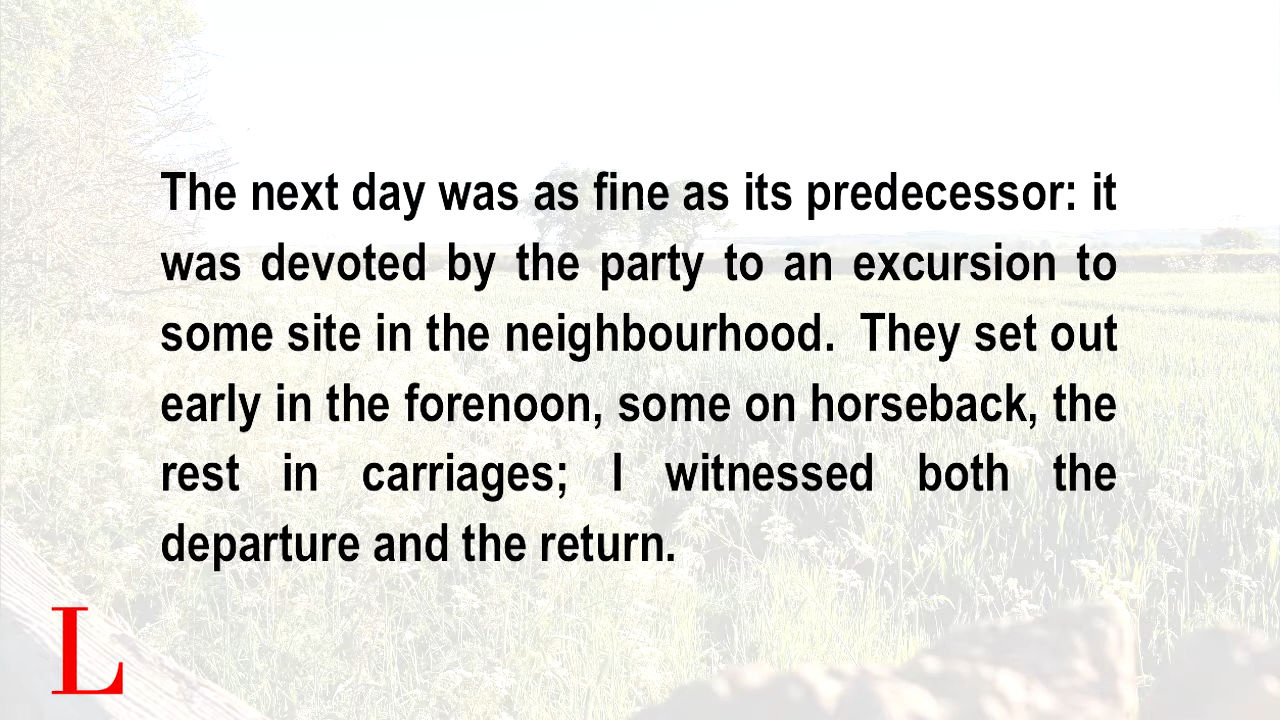 The next day was as fine as its predecessor: it
was devoted by the party to an excursion to
some site in the neighbourhood.  They set out
early in the forenoon, some on horseback, the
rest in carriages; I witnessed both the
departure and the return.
L